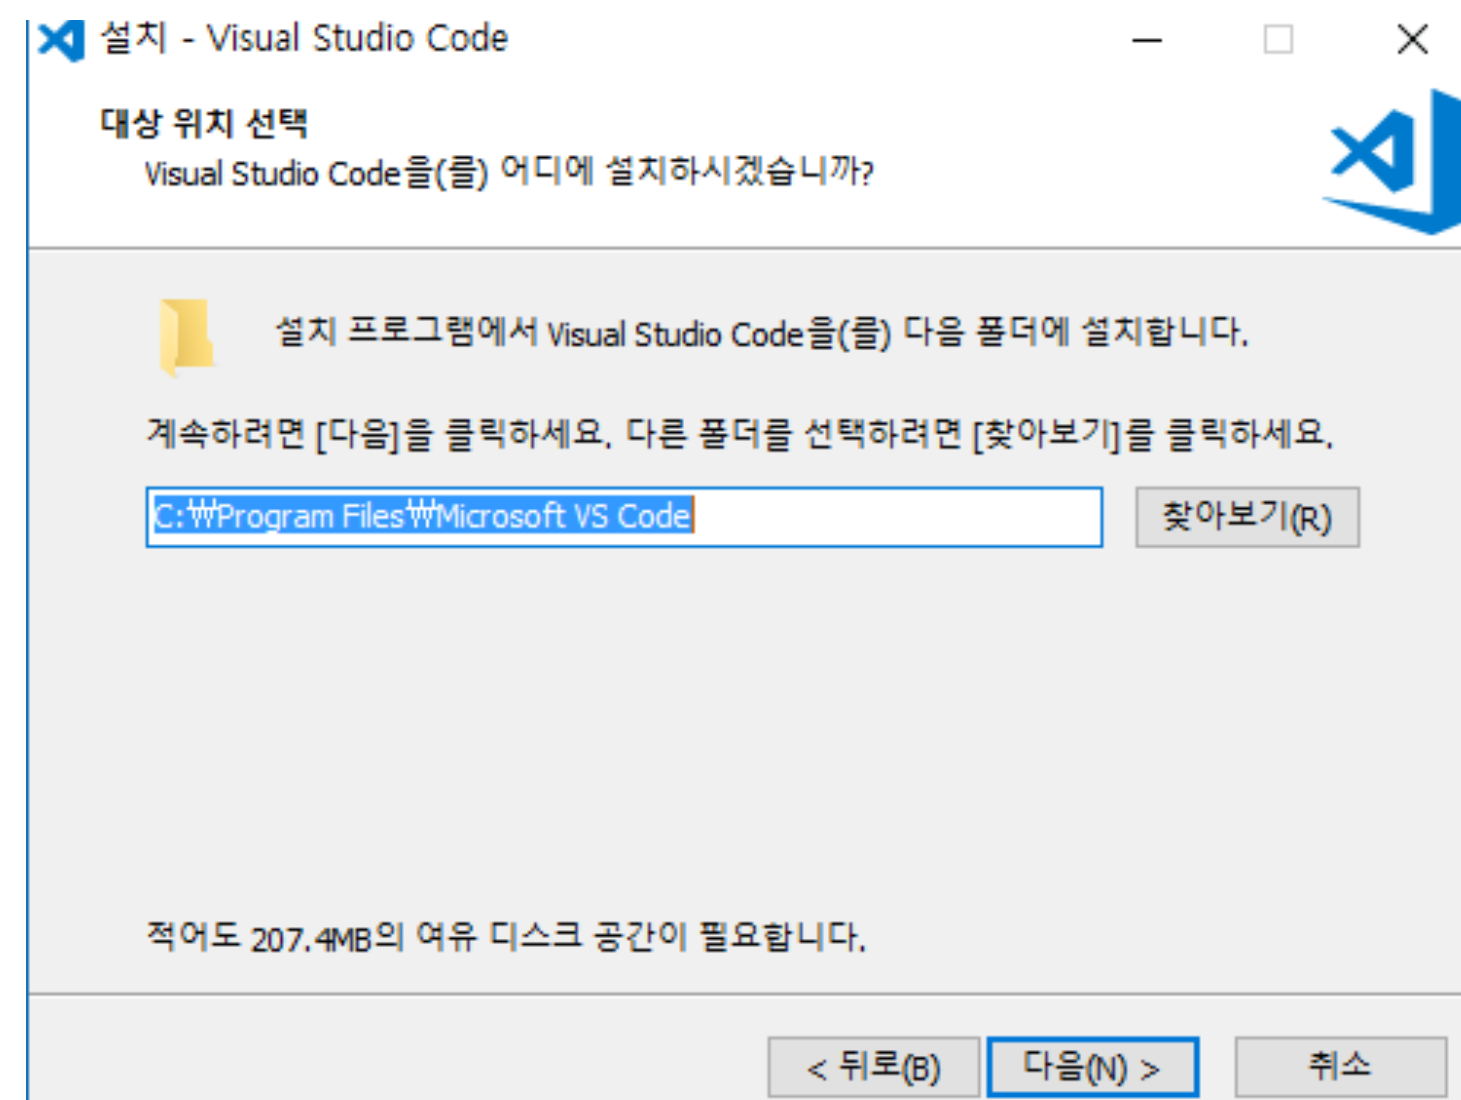 설치 - Visual Studio Code
대상 위치 선택
Visual Studio Code을(를) 어디에 설치하시겠습니까?
설치 프로그램에서 Visual Studio Code을(를) 다음 폴더에 설치합니다.
계속하려면 [다음]을 클릭하세요. 다른 폴더를 선택하려면 [찾아보기]를 클릭하세요.
C:₩Program Files₩Microsoft VS Code
찾아보기(R)
적어도 207.4MB의 여유 디스크 공간이 필요합니다.
< 뒤로(B) 다음(N) > 취소